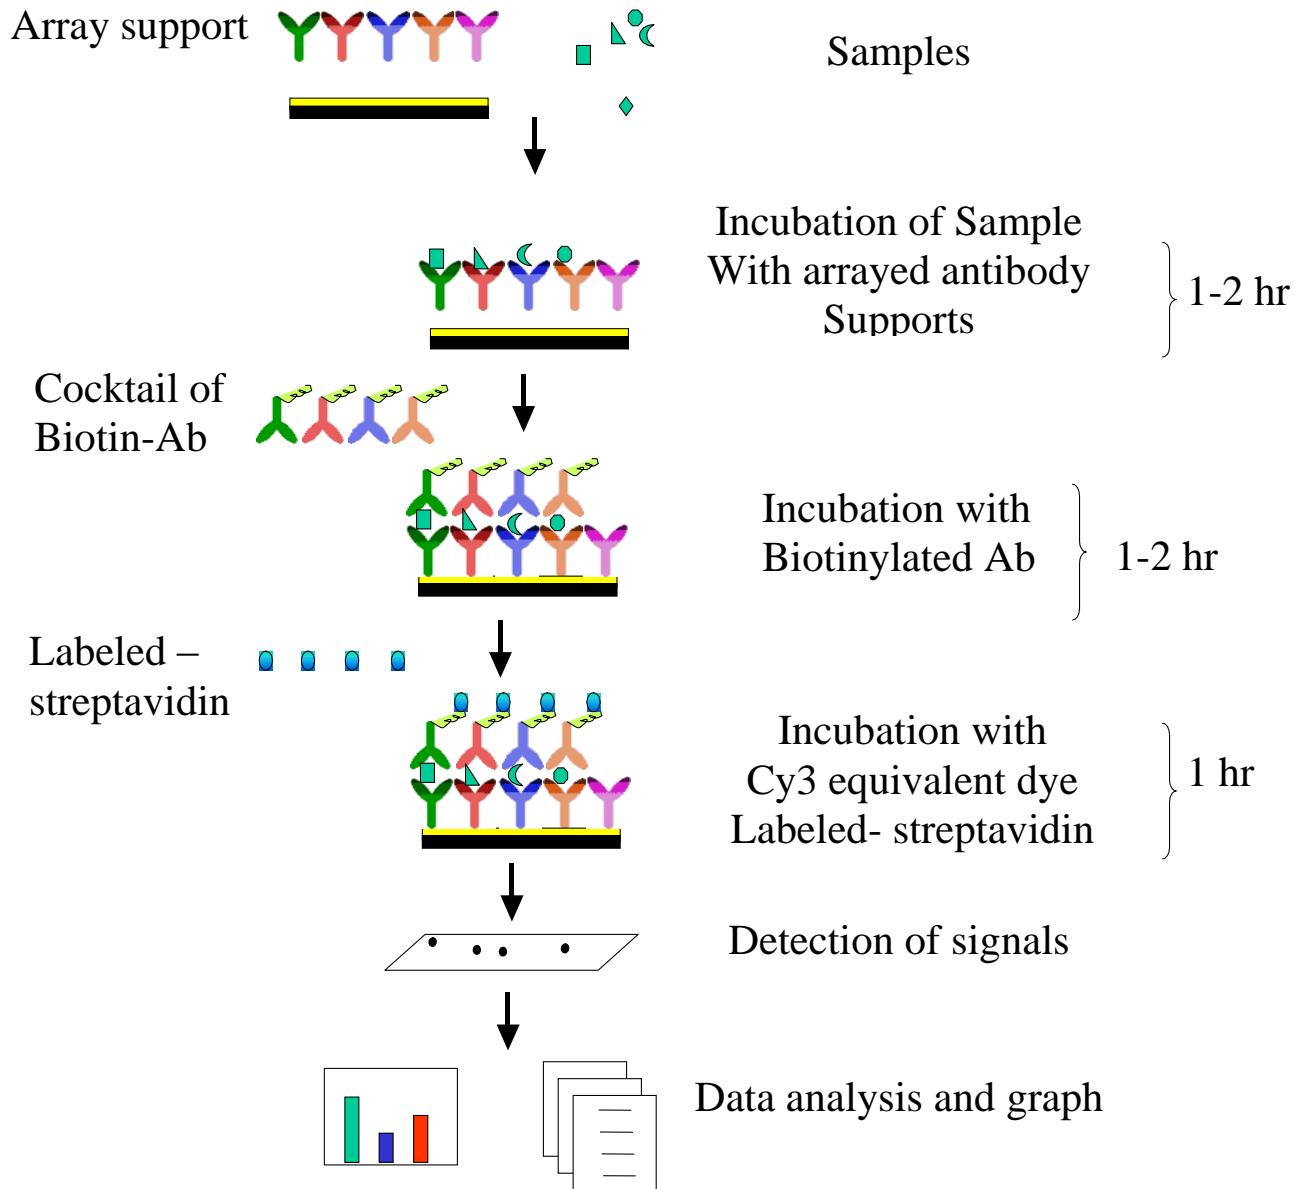 Array support
Samples
Incubation of Sample
With arrayed antibody
Supports
1-2 hr
Cocktail of
Biotin-Ab
Incubation with
Biotinylated Ab
1-2 hr
Labeled –
streptavidin
Incubation with
Cy3 equivalent dye
Labeled- streptavidin
1 hr
Detection of signals
Data analysis and graph